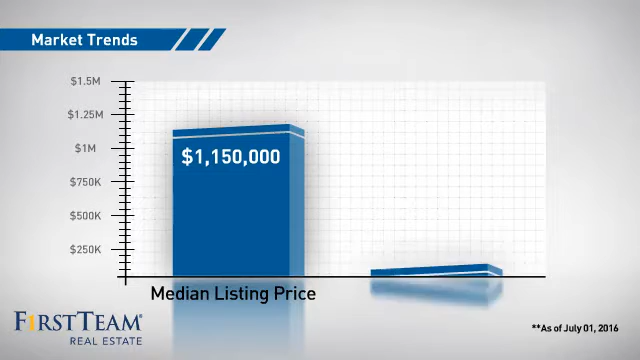 Market Trends
$1.5M
$1.25M
$1M
$750K
$500K
$250K
$1,150,000
Median Listing Price
FIRSTTEAM®
REAL ESTATE
**As of July 01, 2016